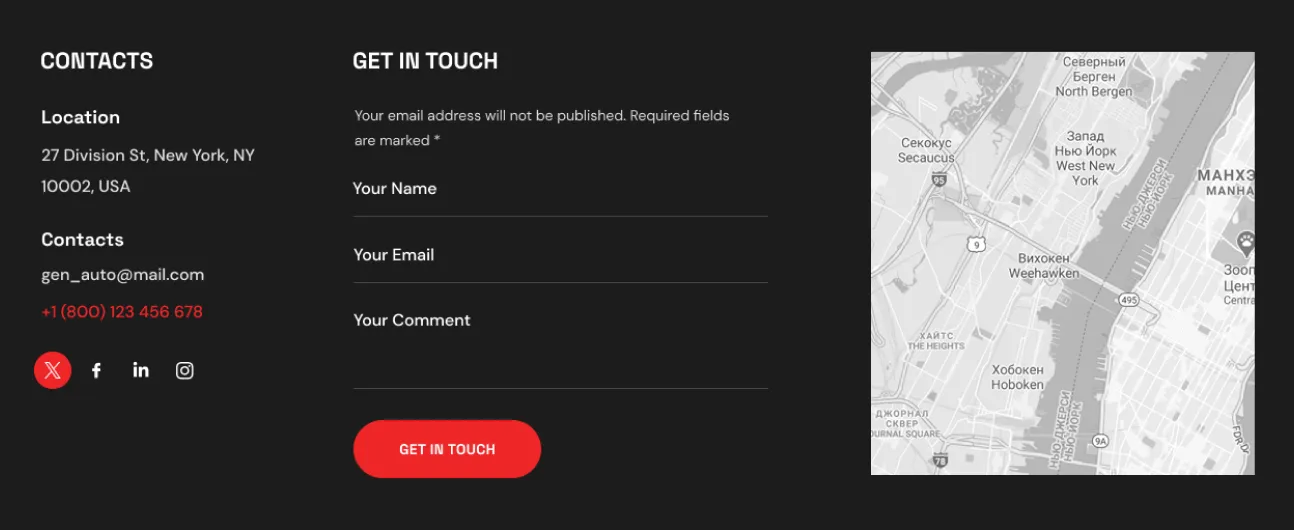 CONTACTS
Location
27 Division St, New York, NY
10002, USA
Contacts
gen_auto@mail.com
+1 (800) 123 456 678
GET IN TOUCH
Your email address will not be published. Required fields
are marked *
Your Name
Your Email
Your Comment
GET IN TOUCH
Северный
Берген
North Bergen
Запад
Нью Йорк
West New
York
Секокус
Secaucus
95
МАНХЭ
MANHA
НЬЮ-ДЖЕРСИ
НЬЮ-ЙОРК
9
Вихокен
Weehawken
Зооп
Цент
Centra
495
ХАЙТС
THE HEIGHTS
Хобокен
Hoboken
ДЖОРНАЛ
СКВЕР
OURNAL SQUARE
НЬЮ-ДЖЕРСИ
НЬЮ-ЙОРК
9A
FDR Dr
78